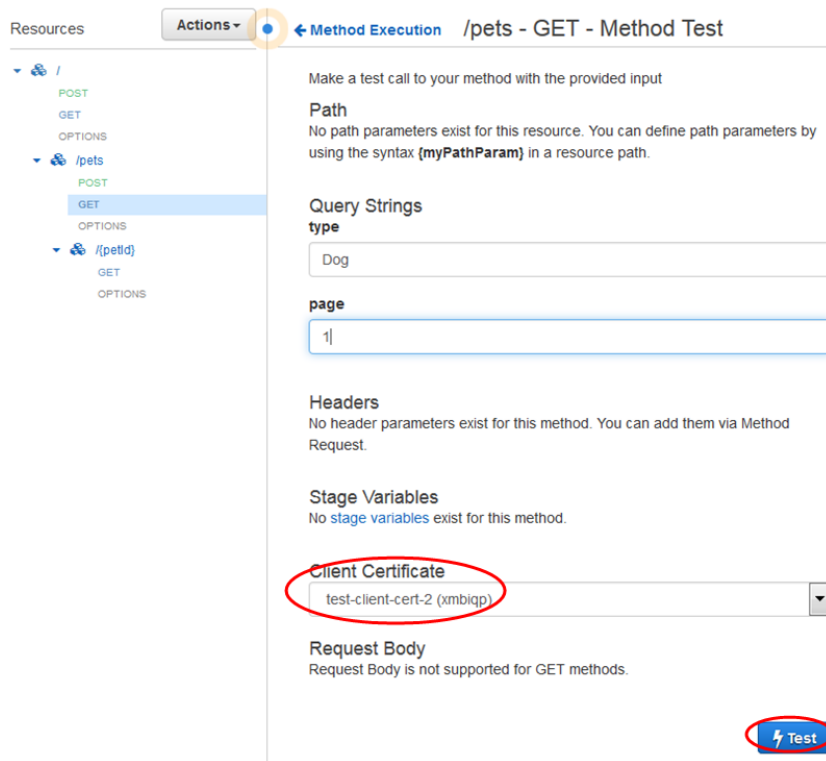 Resources
Actions
Method Execution /pets - GET - Method Test
/
POST
GET
OPTIONS
/pets
POST
GET
OPTIONS
/{petId}
GET
OPTIONS
Make a test call to your method with the provided input
Path
No path parameters exist for this resource. You can define path parameters by
using the syntax {myPathParam} in a resource path.
Query Strings
type
Dog
page
1
Headers
No header parameters exist for this method. You can add them via Method
Request.
Stage Variables
No stage variables exist for this method.
Client Certificate
test-client-cert-2 (xmbiqp)
Request Body
Request Body is not supported for GET methods.
Test